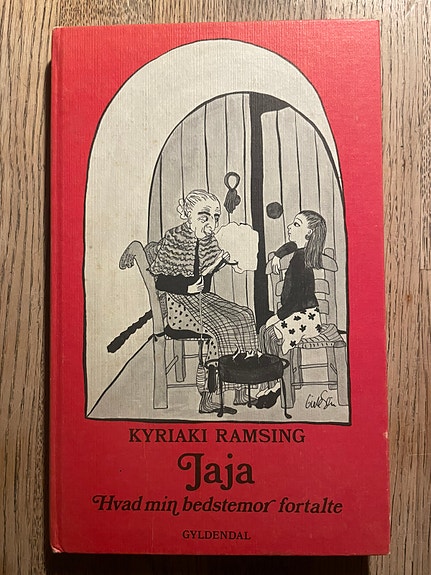 KYRIAKI RAMSING
Jaja
Hvad min bedstemor fortalte
GYLDENDAL